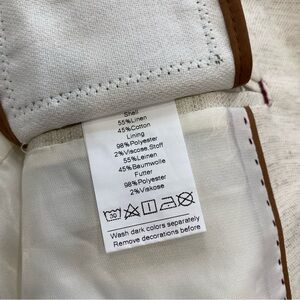 Shell
55%Linen
45%Cotton
Lining
98%Polyester
2%Viscose,Stoff
55%Leinen
45%Baumwolle
Futter
98%Polyester
2%Viskose
30
Wash dark colors separately
Remove decorations before